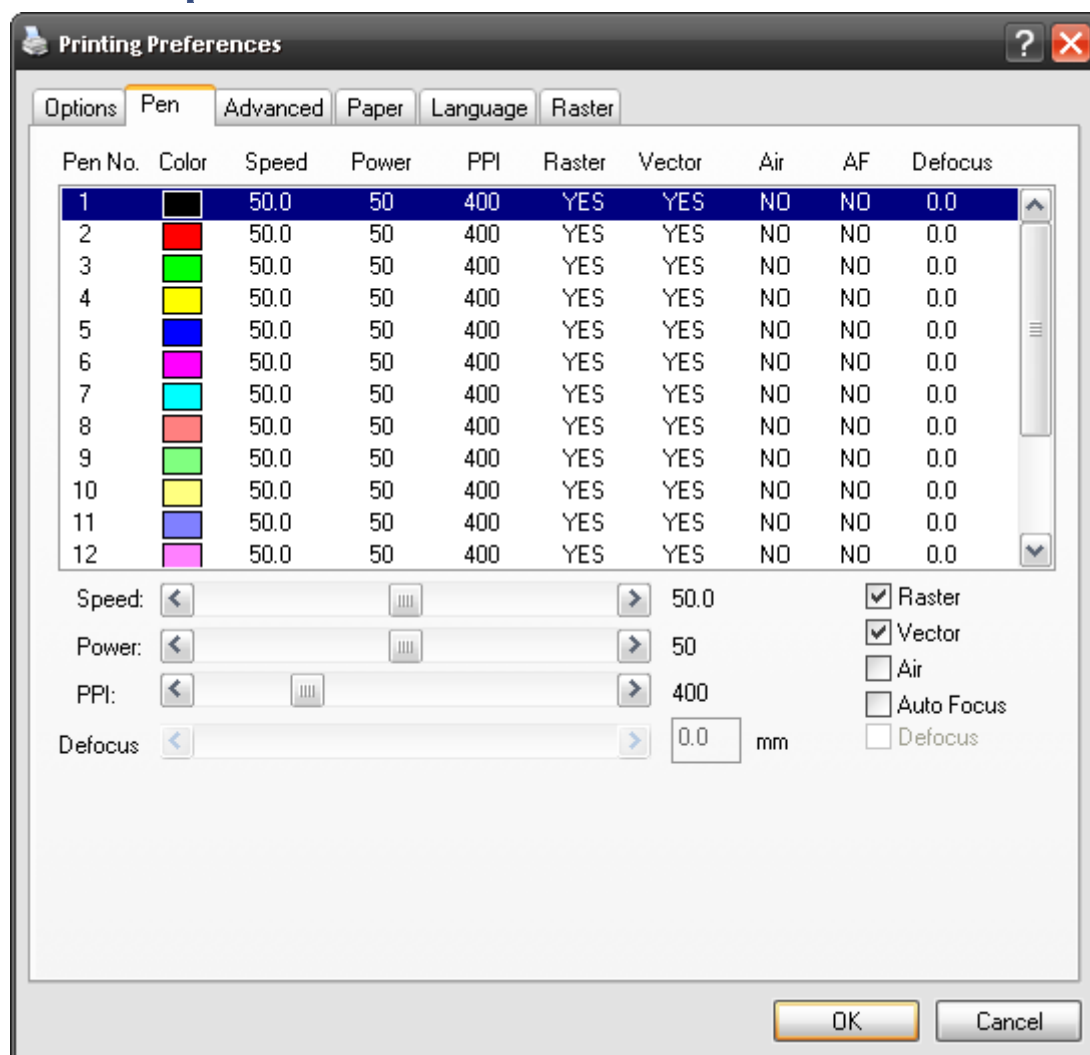 Printing Preferences
Options Pen Advanced Paper Language Raster
Pen No. Color Speed Power PPI Raster Vector Air AF Defocus
1 50.0 50 400 YES YES NO NO 0.0
2 50.0 50 400 YES YES NO NO 0.0
3 50.0 50 400 YES YES NO NO 0.0
4 50.0 50 400 YES YES NO NO 0.0
5 50.0 50 400 YES YES NO NO 0.0
6 50.0 50 400 YES YES NO NO 0.0
7 50.0 50 400 YES YES NO NO 0.0
8 50.0 50 400 YES YES NO NO 0.0
9 50.0 50 400 YES YES NO NO 0.0
10 50.0 50 400 YES YES NO NO 0.0
11 50.0 50 400 YES YES NO NO 0.0
12 50.0 50 400 YES YES NO NO 0.0
Speed: 50.0 Raster
Power: 50 Vector
Air
PPI: 400 Auto Focus
Defocus 0.0 mm Defocus
OK Cancel